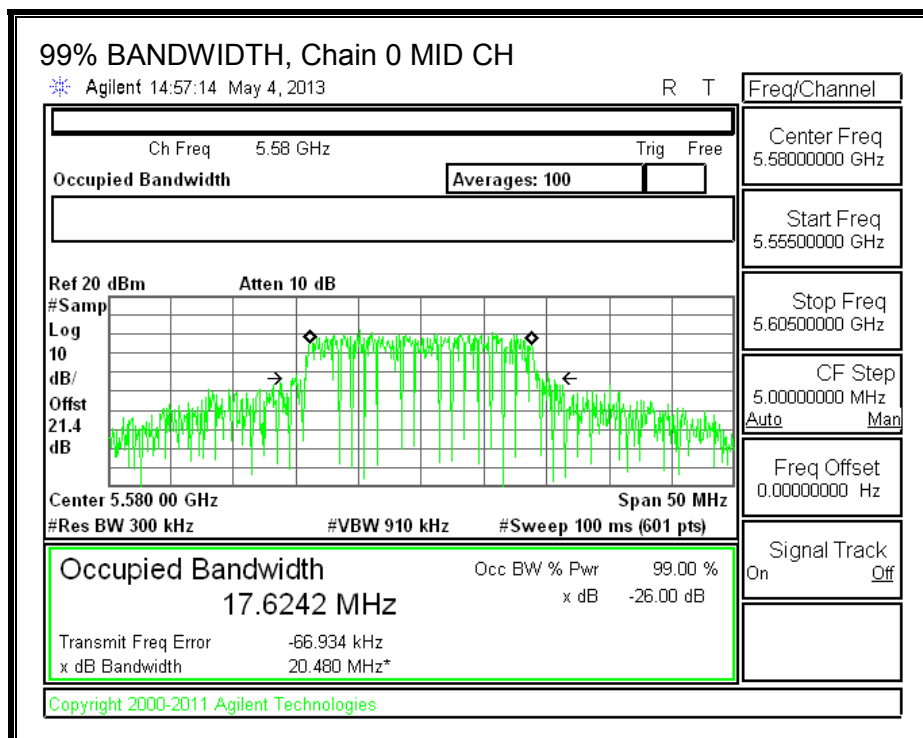 99% BANDWIDTH, Chain 0 MID CH
Agilent 14:57:14 May 4, 2013 R T
Freq/Channel
Ch Freq 5.58 GHz Trig Free
Occupied Bandwidth Averages: 100
Center Freq
5.58000000 GHz
Start Freq
5.55500000 GHz
Stop Freq
5.60500000 GHz
CF Step
5.00000000 MHz
Auto Man
Freq Offset
0.00000000 Hz
Signal Track
On Off
Ref 20 dBm Atten 10 dB
#Samp
Log
10
dB/
Offst
21.4
dB
Center 5.580 00 GHz Span 50 MHz
#Res BW 300 kHz #VBW 910 kHz #Sweep 100 ms (601 pts)
Occupied Bandwidth Occ BW % Pwr 99.00 %
17.6242 MHz x dB -26.00 dB
Transmit Freq Error -66.934 kHz
x dB Bandwidth 20.480 MHz*
Copyright 2000-2011 Agilent Technologies